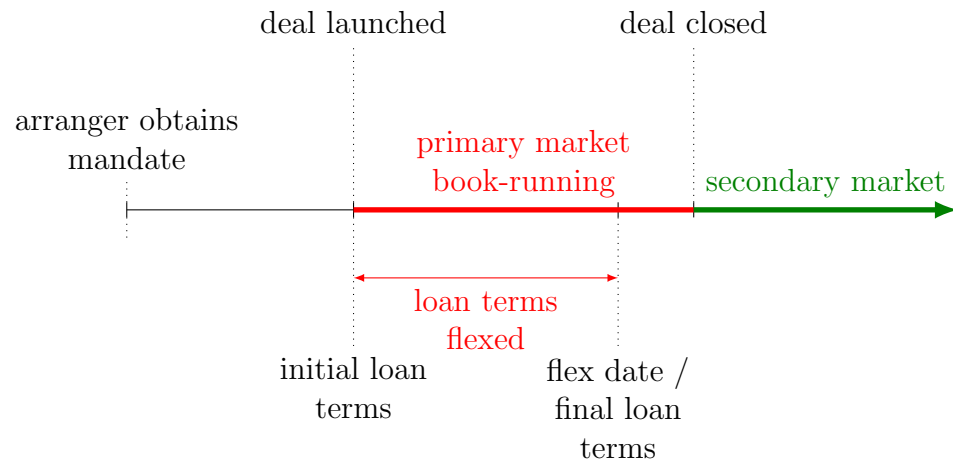 deal launched
deal closed
arranger obtains
mandate
primary market
book-running
secondary market
loan terms
flexed
initial loan
terms
flex date /
final loan
terms